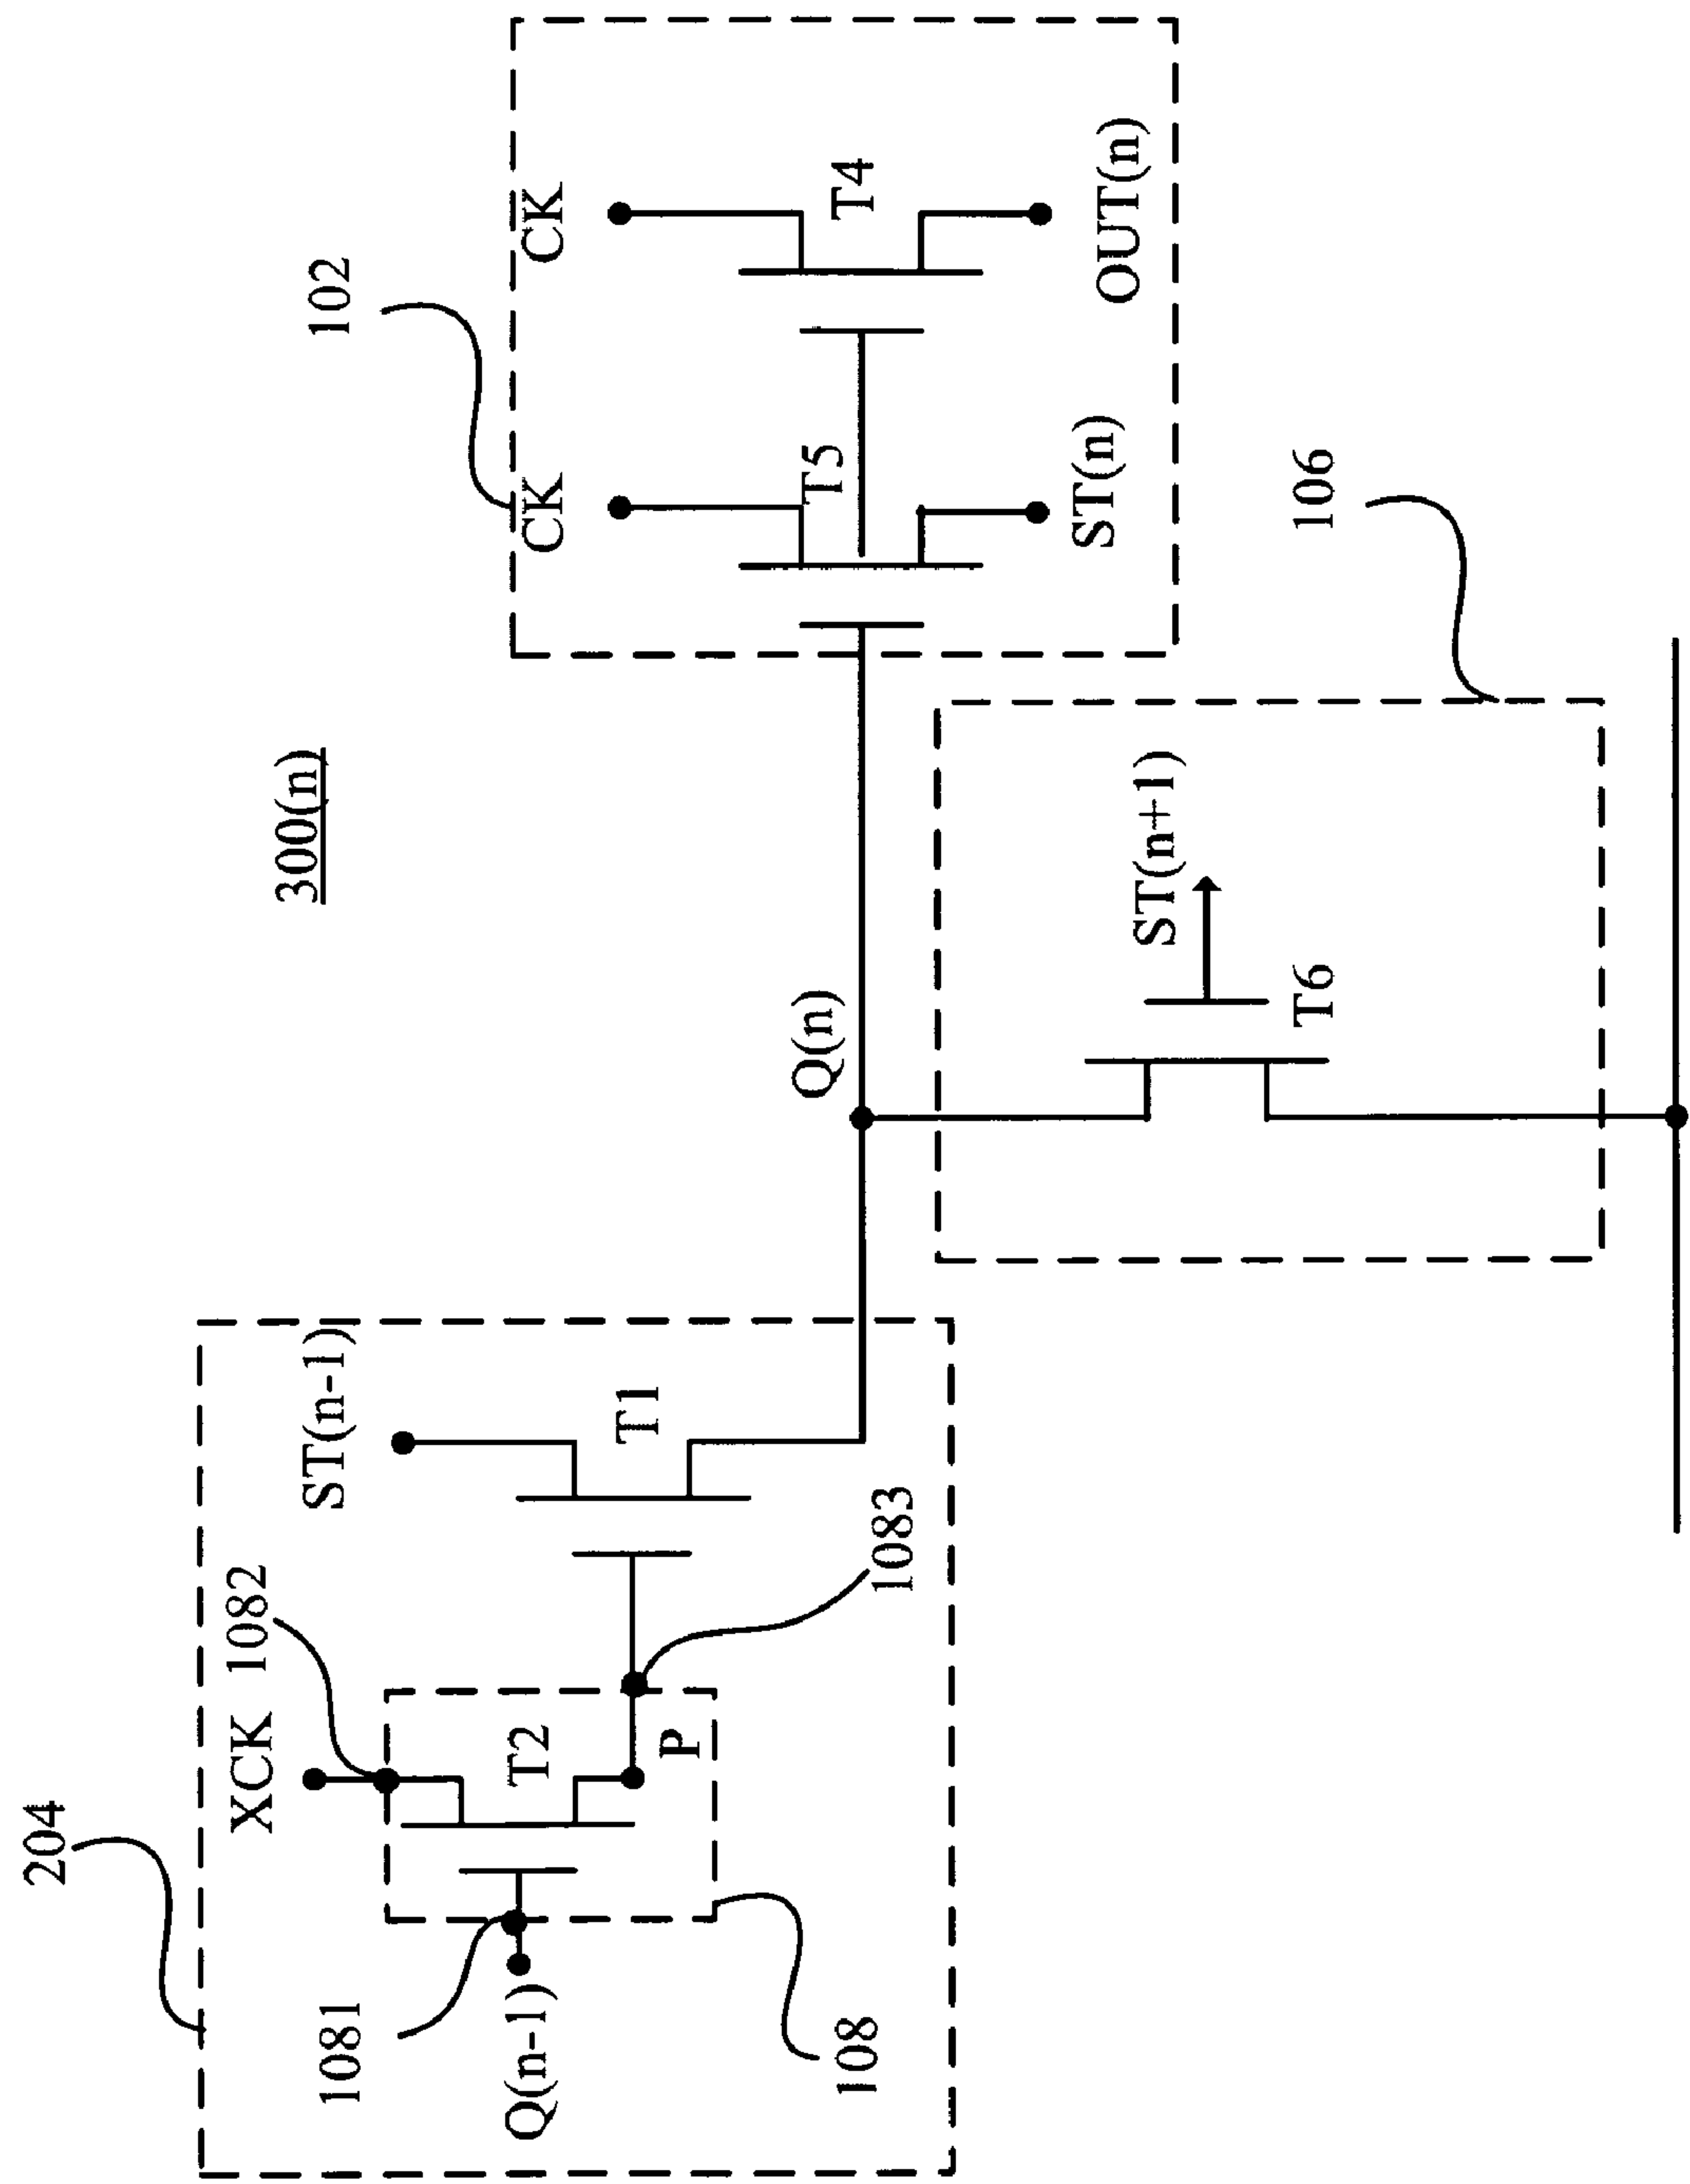 300(n)
204
XCK
1082
ST(n-1)
1081
T2
T1
Q(n-1)
P
1083
108
Q(n)
102
CK
CK
T5
T4
ST(n)
OUT(n)
ST(n+1)
106
T6